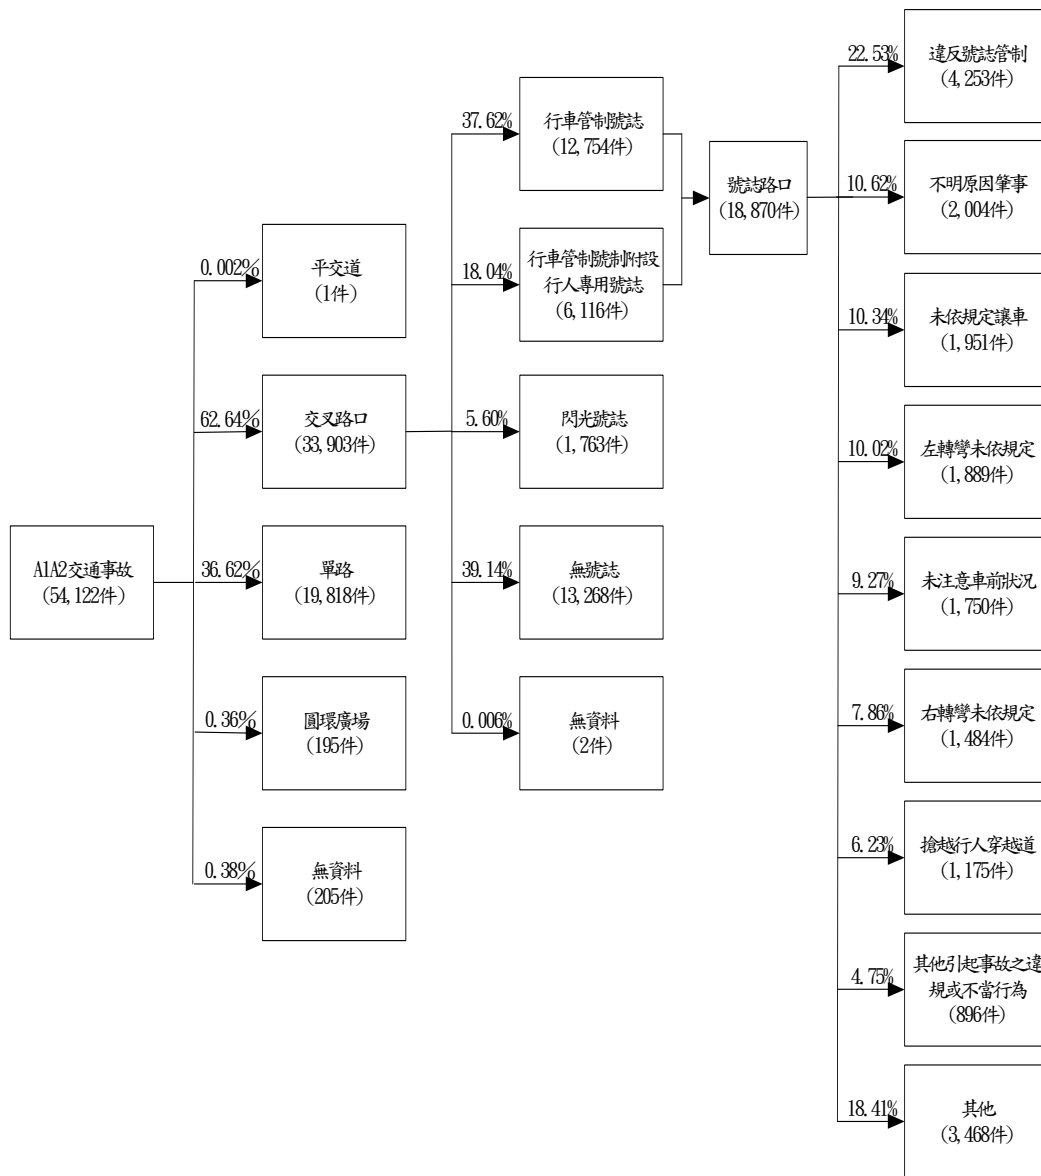 A1A2交通事故
(54,122件)
0.002%
平交道
(1件)
62.64%
交叉路口
(33,903件)
36.62%
單路
(19,818件)
0.36%
圓環廣場
(195件)
0.38%
無資料
(205件)
37.62%
行車管制號誌
(12,754件)
18.04%
行車管制號制附設
行人專用號誌
(6,116件)
5.60%
閃光號誌
(1,763件)
39.14%
無號誌
(13,268件)
0.006%
無資料
(2件)
號誌路口
(18,870件)
22.53%
違反號誌管制
(4,253件)
10.62%
不明原因肇事
(2,004件)
10.34%
未依規定讓車
(1,951件)
10.02%
左轉彎未依規定
(1,889件)
9.27%
未注意車前狀況
(1,750件)
7.86%
右轉彎未依規定
(1,484件)
6.23%
搶越行人穿越道
(1,175件)
4.75%
其他引起事故之違
規或不當行為
(896件)
18.41%
其他
(3,468件)